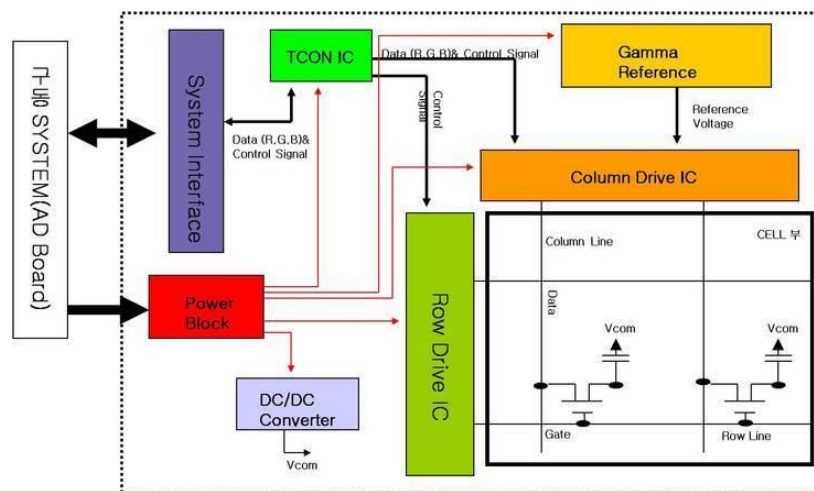 SYSTEM(AD Board)
System Interface
TCON IC
Data (R,G,B)& Control Signal
Gamma
Reference
Control
Signal
Reference
Voltage
Data (R,G,B)&
Control Signal
Column Drive IC
Column Line
CELL 부
Power
Block
Row Drive IC
Data
Vcom
Vcom
DC/DC
Converter
Gate
Row Line
Vcom